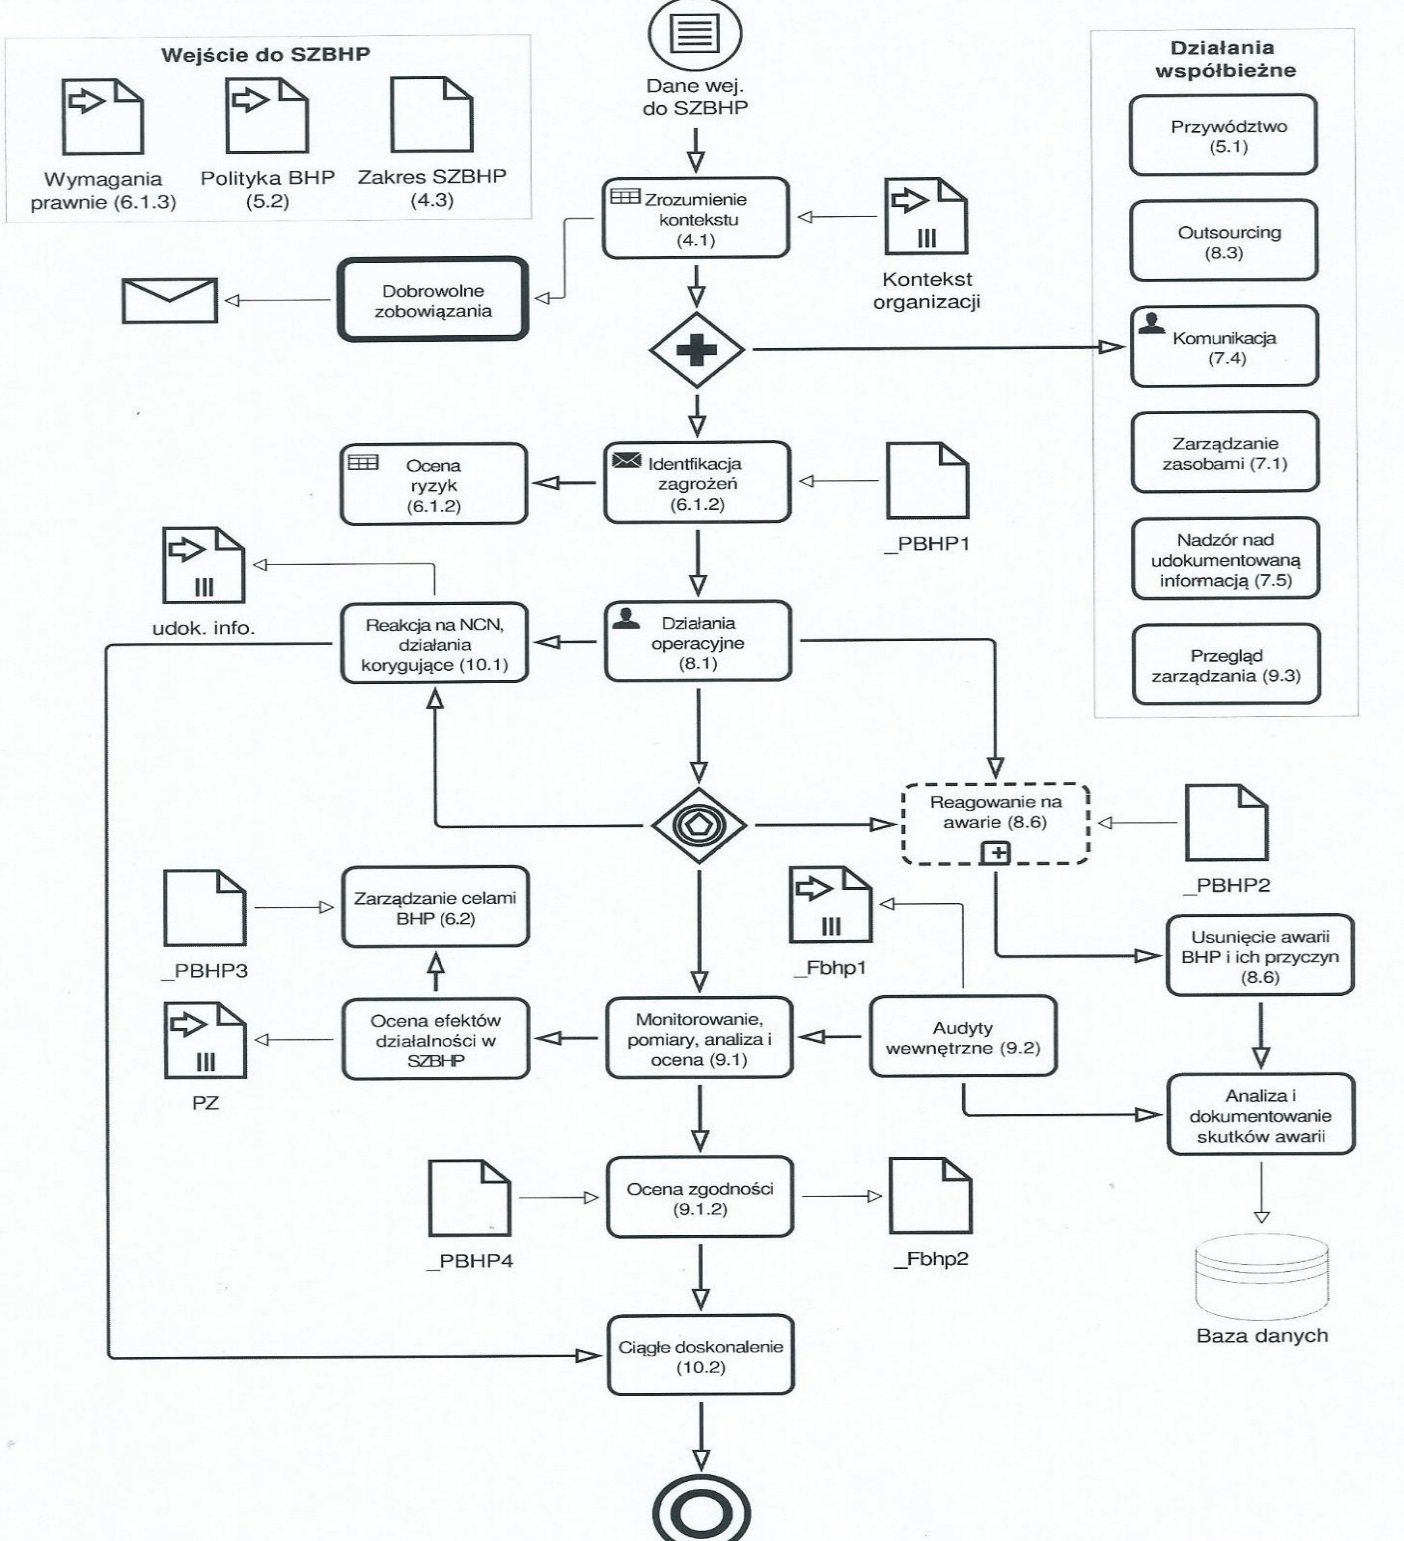 Wejście do SZBHP
Wymagania
prawnie (6.1.3)
Polityka BHP
(5.2)
Zakres SZBHP
(4.3)
Dane wej.
do SZBHP
Działania
współbieżne
Przywództwo
(5.1)
Outsourcing
(8.3)
Komunikacja
(7.4)
Zarządzanie
zasobami (7.1)
Nadzór nad
udokumentowaną
informacją (7.5)
Przegląd
zarządzania (9.3)
Zrozumienie
kontekstu
(4.1)
Kontekst
organizacji
Dobrowolne
zobowiązania
Ocena
ryzyk
(6.1.2)
Identfikacja
zagrożeń
(6.1.2)
_PBHP1
udok. info.
Reakcja na NCN,
działania
korygujące (10.1)
Działania
operacyjne
(8.1)
Reagowanie na
awarie (8.6)
_PBHP2
Zarządzanie celami
BHP (6.2)
_PBHP3
_Fbhp1
Usunięcie awarii
BHP i ich przyczyn
(8.6)
PZ
Ocena efektów
działalności w
SZBHP
Monitorowanie,
pomiary, analiza i
ocena (9.1)
Audyty
wewnętrzne (9.2)
Analiza i
dokumentowanie
skutków awarii
_PBHP4
Ocena zgodności
(9.1.2)
_Fbhp2
Baza danych
Ciągłe doskonalenie
(10.2)